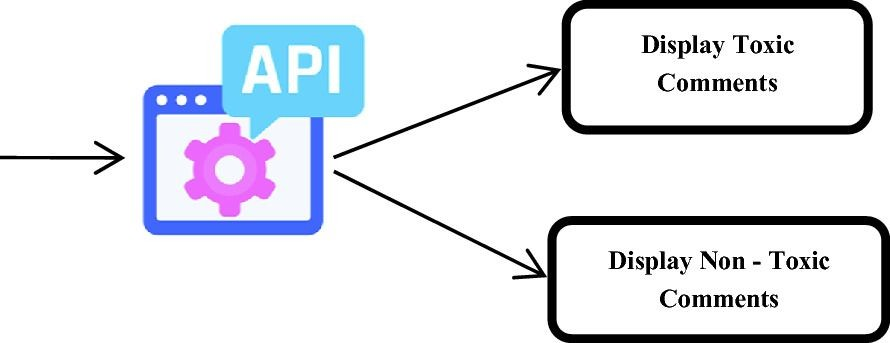 API
Display Toxic
Comments
Display Non - Toxic
Comments